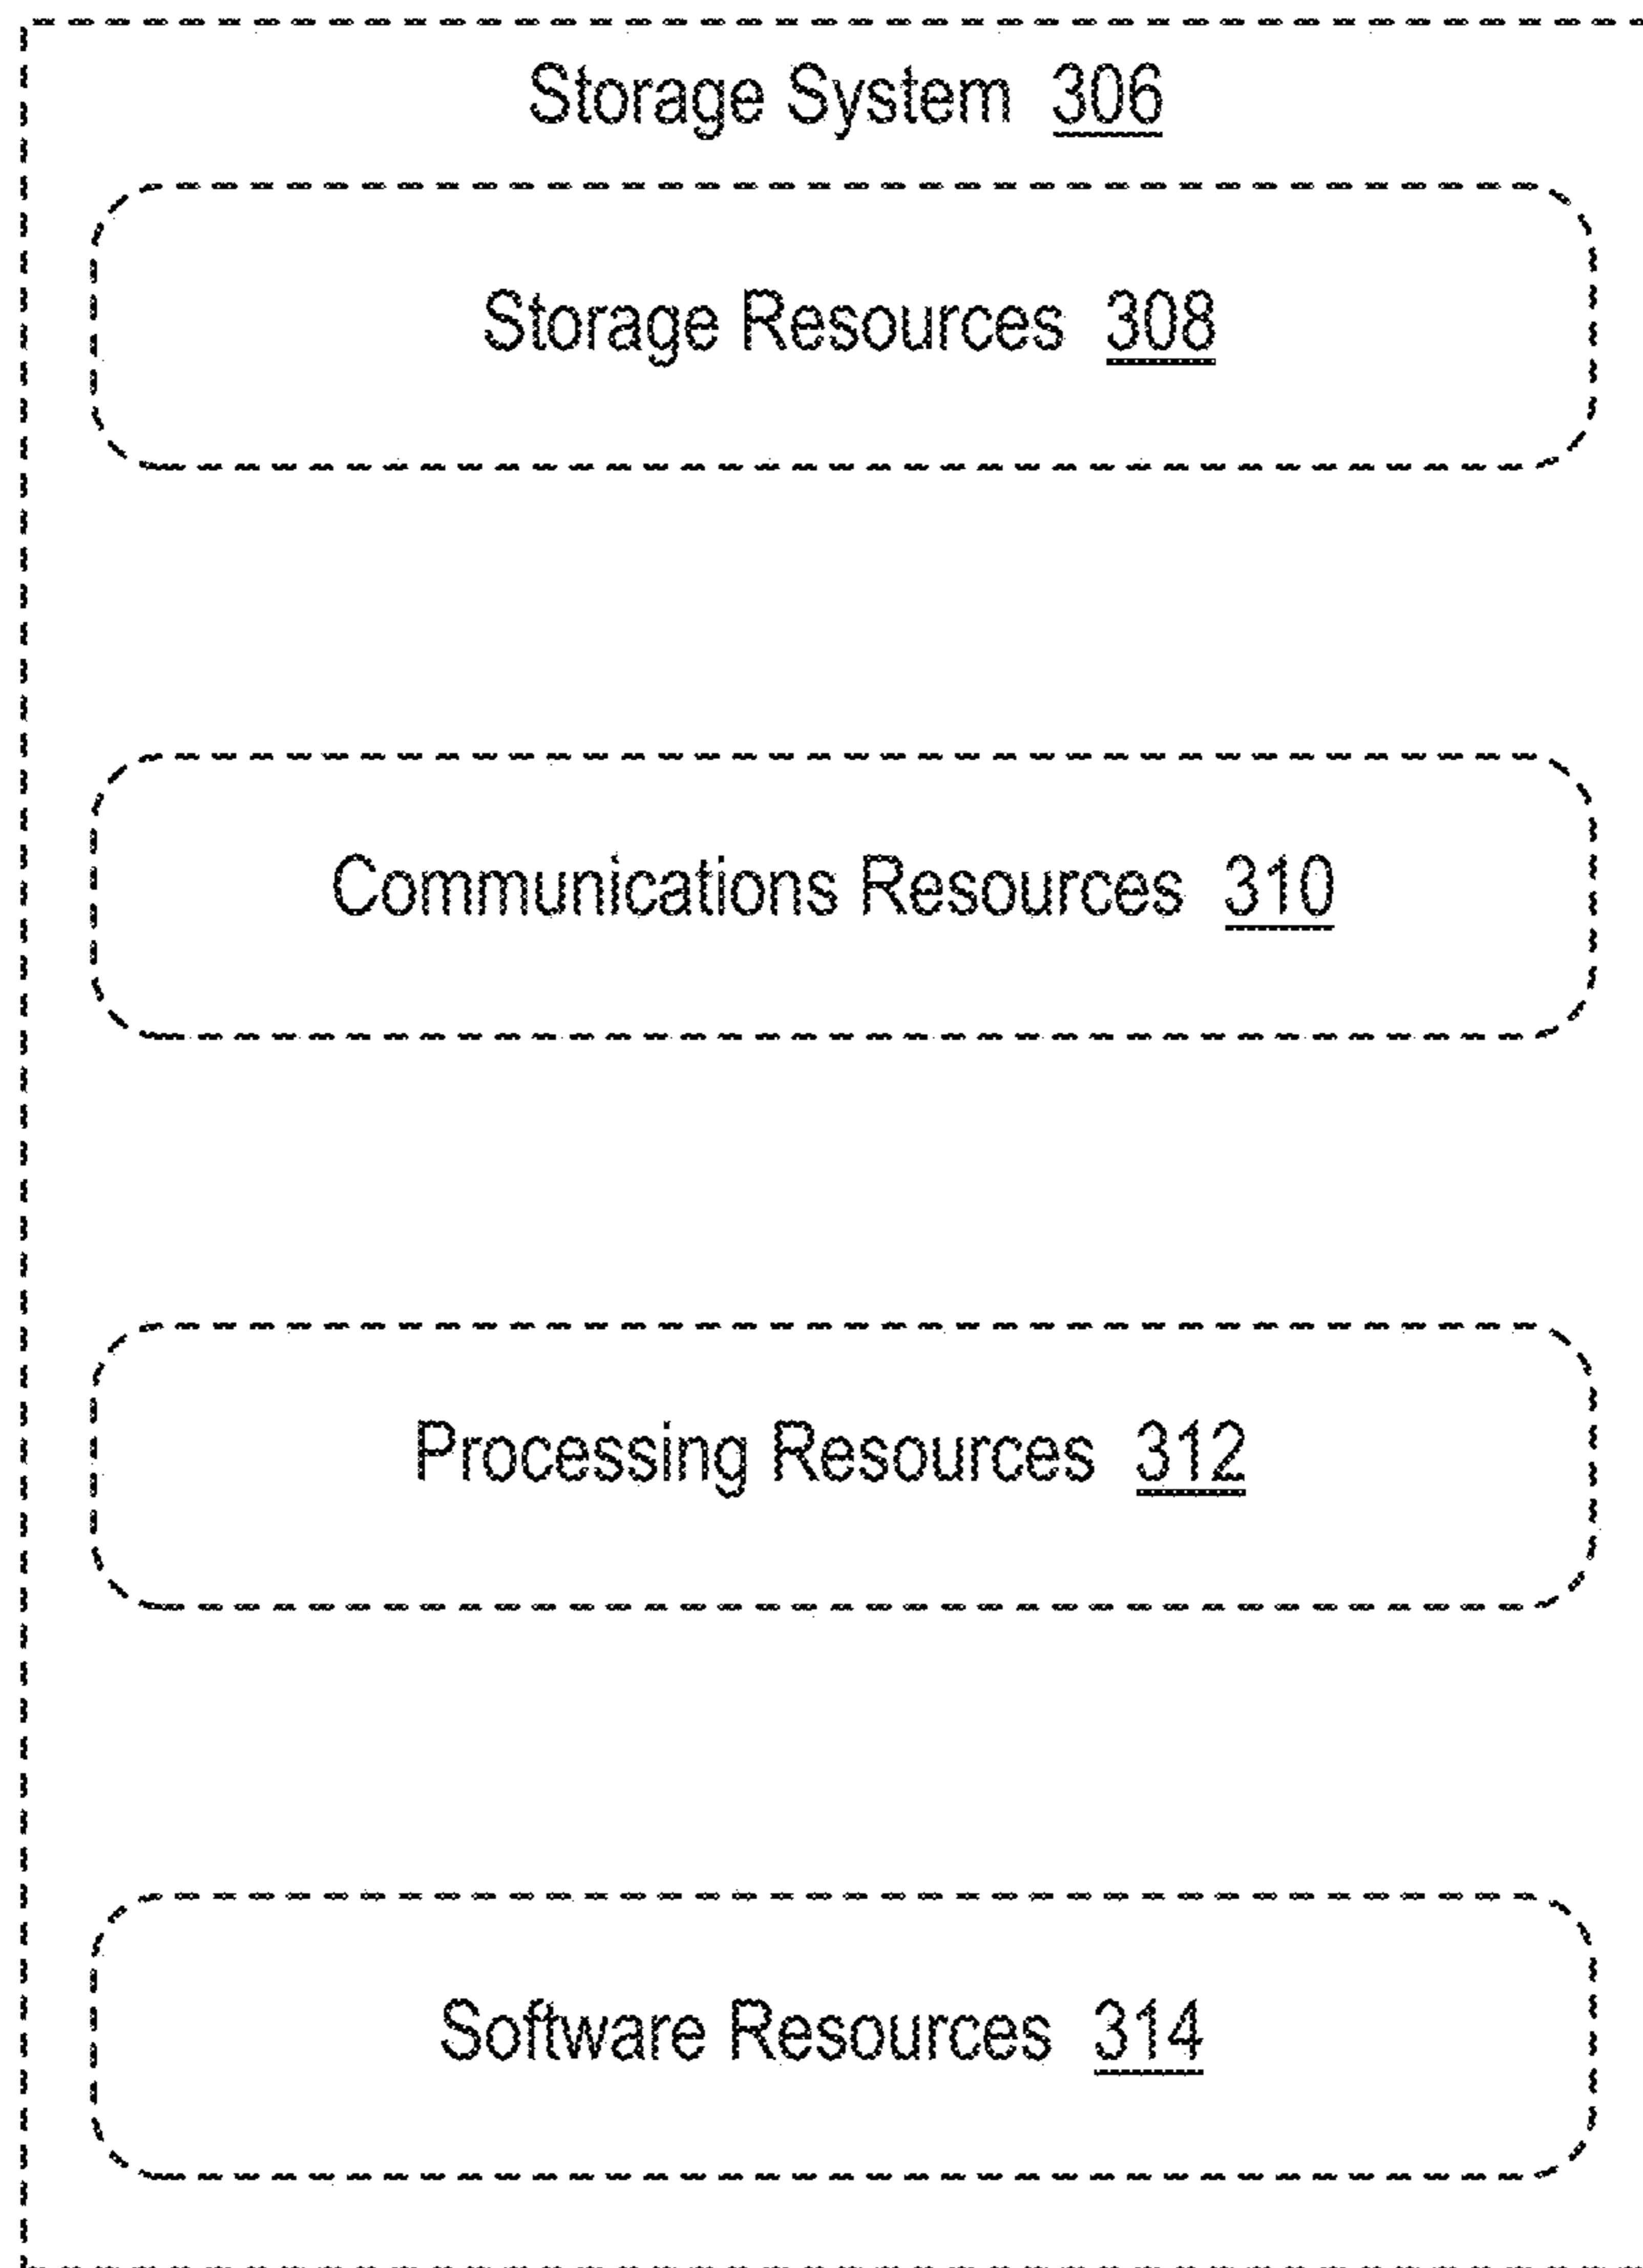 Storage System 306
Storage Resources 308
Communications Resources 310
Processing Resources 312
Software Resources 314